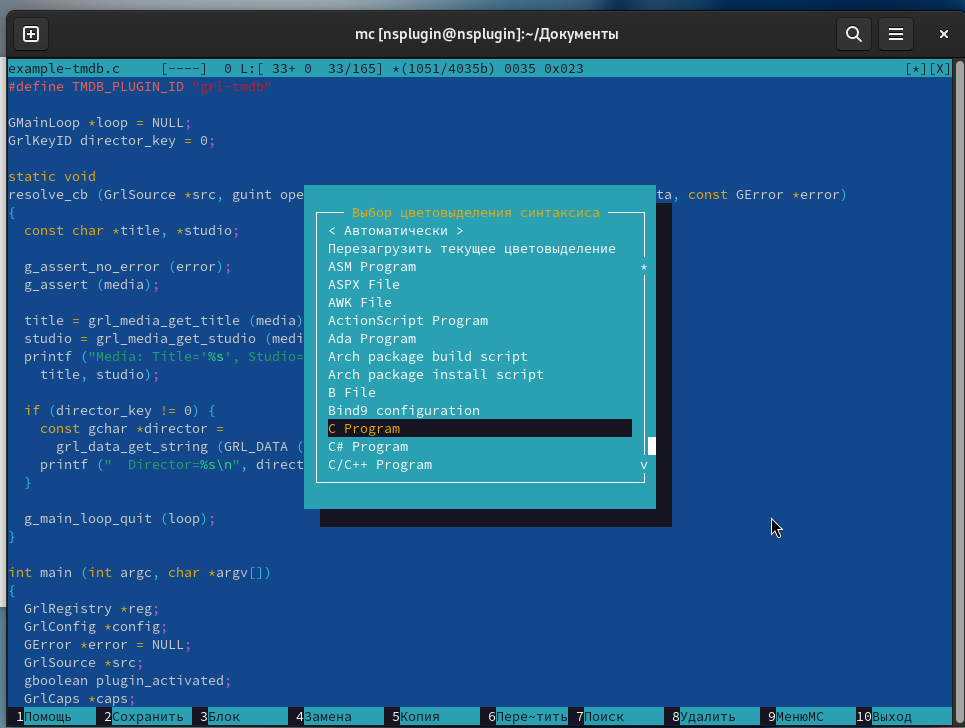 mc [nsplugin@nsplugin]:~/Документы
example-tmdb.c [----] 0 L:[ 33+ 0 33/165] *(1051/4035b) 0035 0x023 [*][X]
#define TMDB_PLUGIN_ID "grl-tmdb"
GMainLoop *loop = NULL;
GrlKeyID director_key = 0;
static void
resolve_cb (GrlSource *src, guint ope ta, const GError *error)
{
const char *title, *studio;
g_assert_no_error (error);
g_assert (media);
title = grl_media_get_title (media)
studio = grl_media_get_studio (medi
printf ("Media: Title='%s', Studio=
title, studio);
if (director_key != 0) {
const gchar *director =
grl_data_get_string (GRL_DATA (
printf ("  Director=%s\n", direct
}
g_main_loop_quit (loop);
}
int main (int argc, char *argv[])
{
GrlRegistry *reg;
GrlConfig *config;
GError *error = NULL;
GrlSource *src;
gboolean plugin_activated;
GrlCaps *caps;
Выбор цветовыделения синтаксиса
< Автоматически >
Перезагрузить текущее цветовыделение
ASM Program *
ASPX File
AWK File
ActionScript Program
Ada Program
Arch package build script
Arch package install script
B File
Bind9 configuration
C Program
C# Program
C/C++ Program v
1Помощь 2Сохранить 3Блок 4Замена 5Копия 6Пере~тить 7Поиск 8Удалить 9МенюMC 10Выход